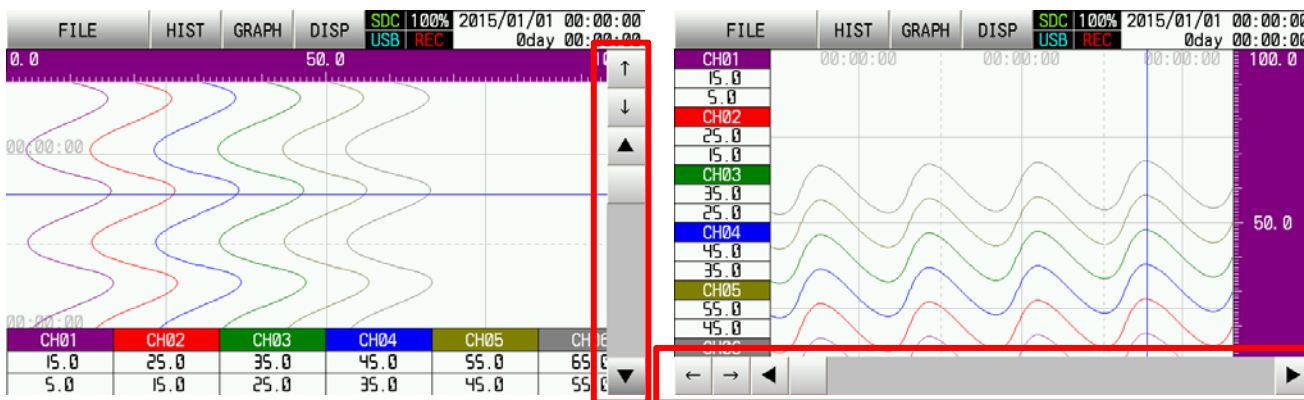 FILE HIST GRAPH DISP SDC 100% 2015/01/01 00:00:00
USB REC 0day 00:00:00
0.0 50.0
↑
↓
▲
00:00:00
00:00:00
CH01 CH02 CH03 CH04 CH05
15.0 25.0 35.0 45.0 55.0
5.0 15.0 25.0 35.0 45.0
▼
FILE HIST GRAPH DISP SDC 100% 2015/01/01 00:00:00
USB REC 0day 00:00:00
CH01 00:00:00 00:00:00 00:00:00 100.0
15.0
5.0
CH02
25.0
15.0
CH03
35.0
25.0
50.0
CH04
45.0
35.0
CH05
55.0
45.0
CH06
← → ◀ ▶